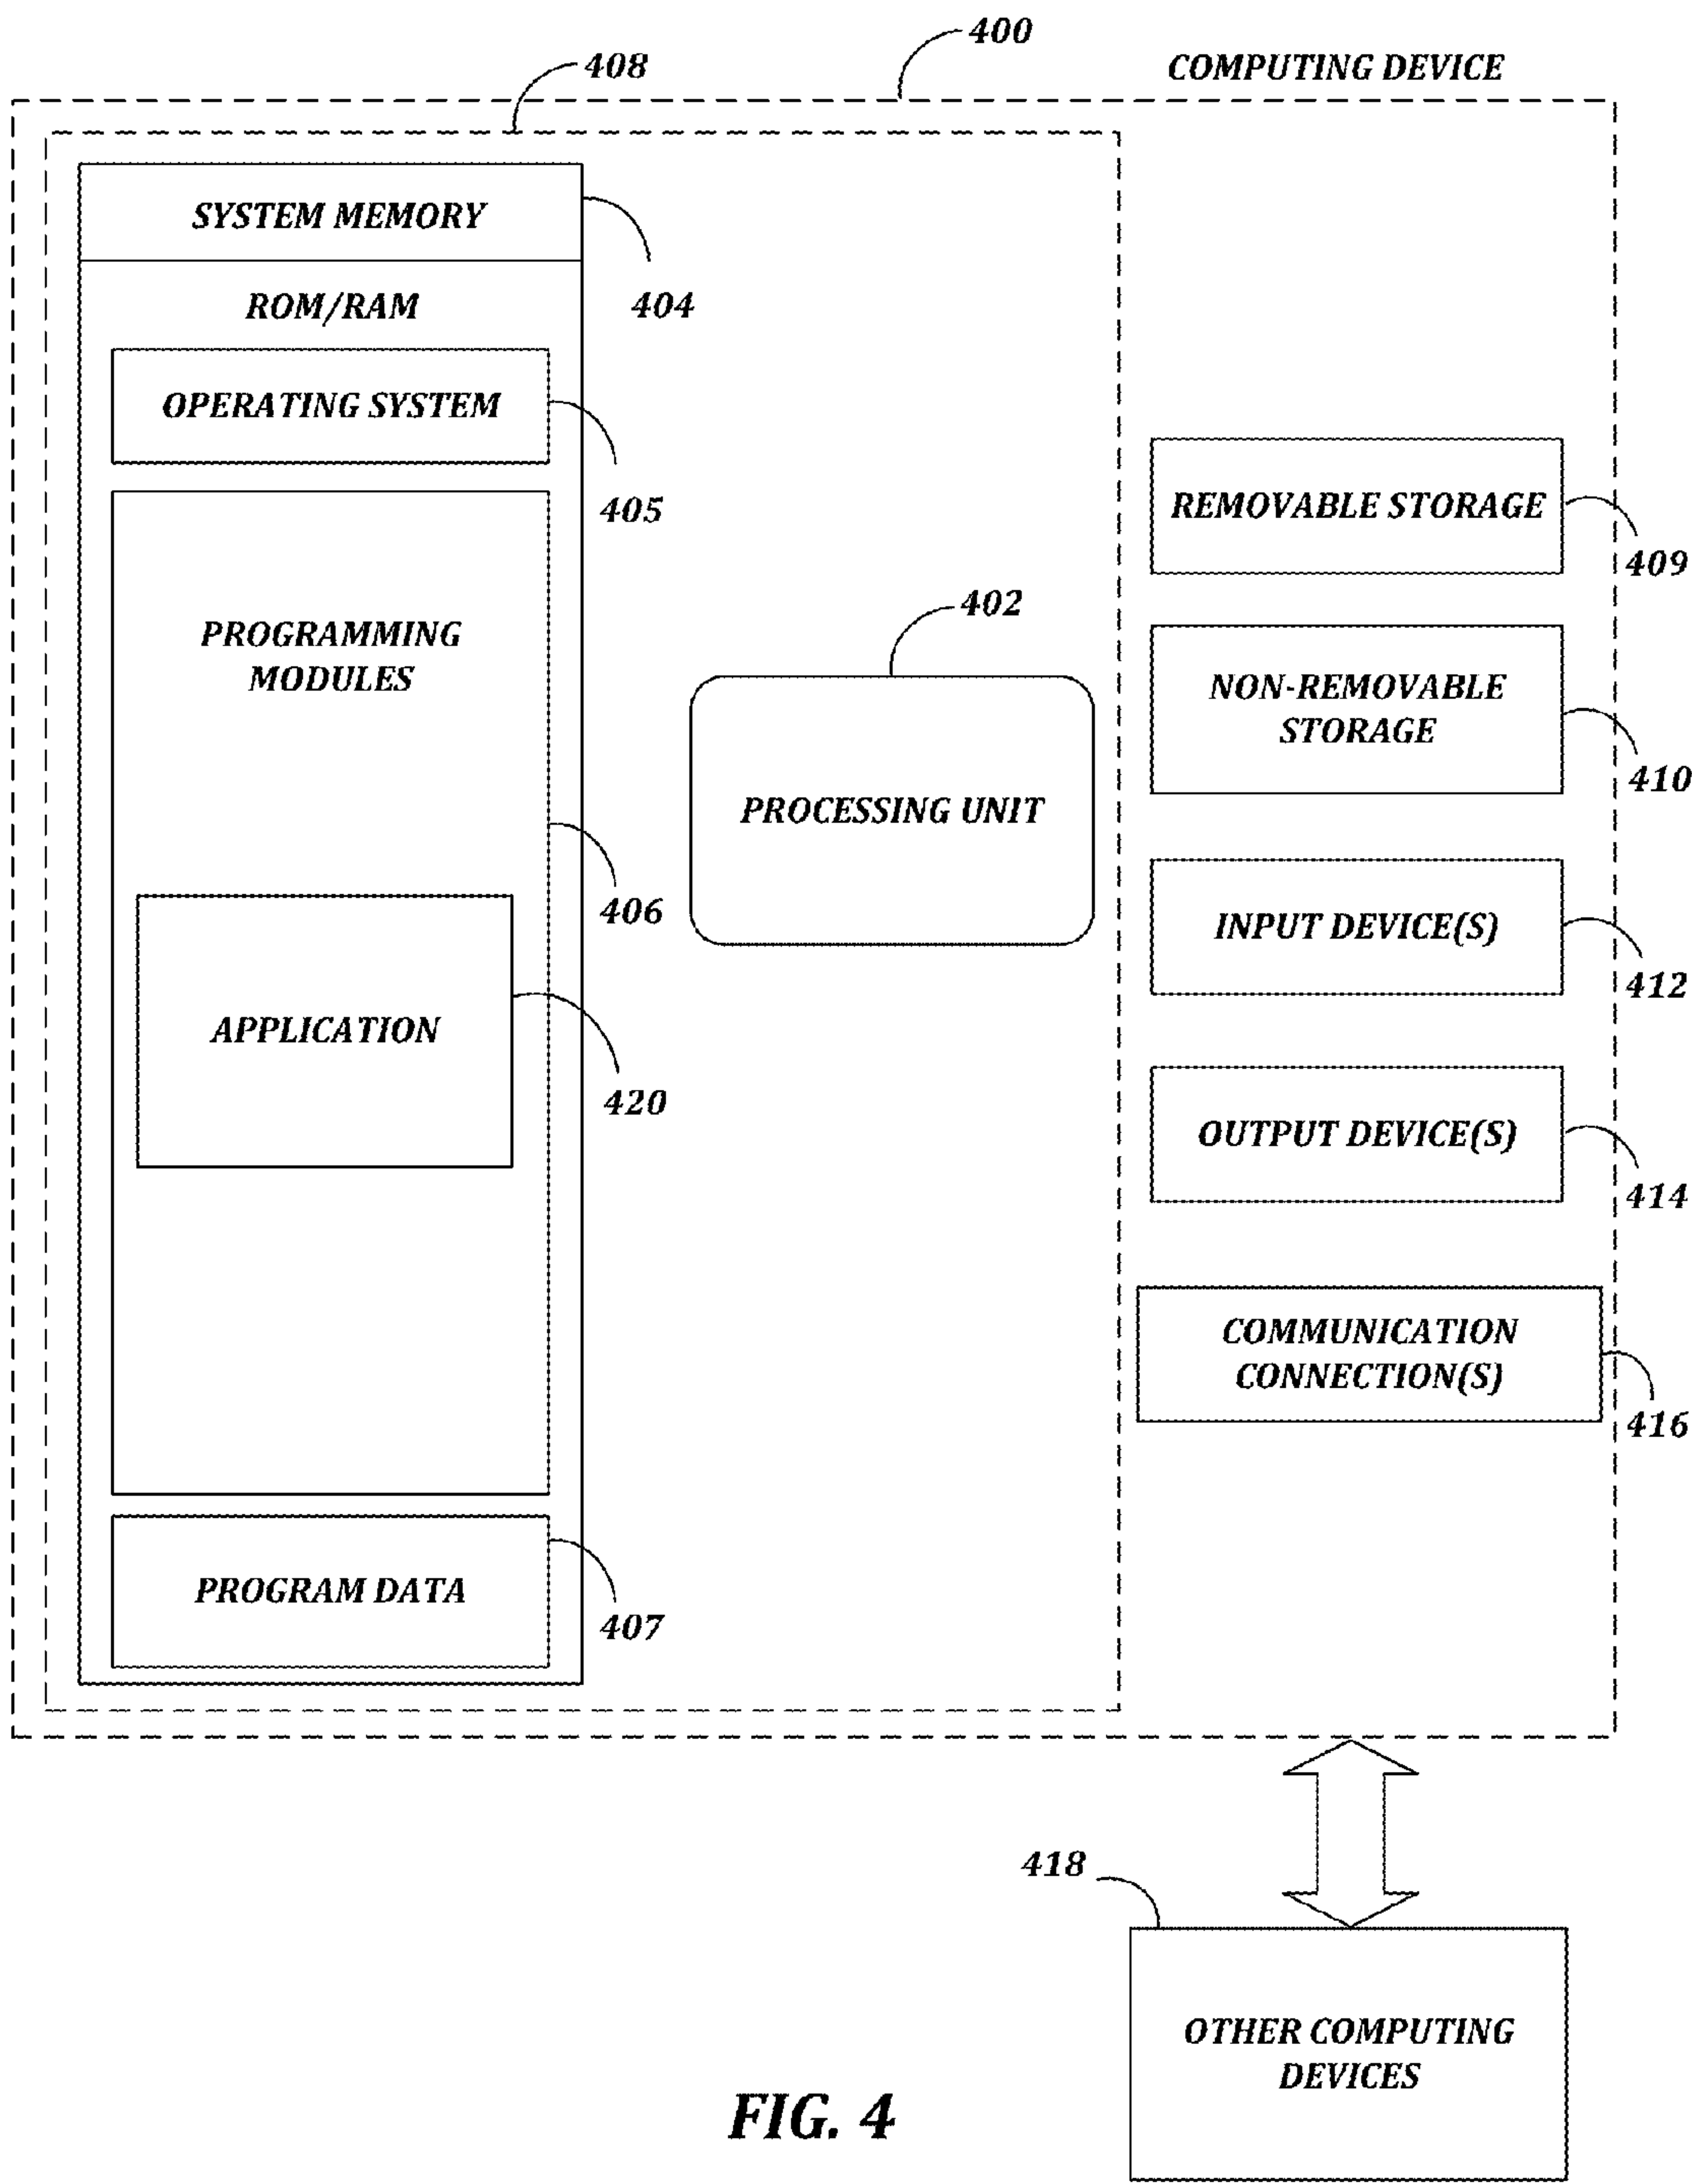 400
COMPUTING DEVICE
408
SYSTEM MEMORY
404
ROM/RAM
OPERATING SYSTEM
405
PROGRAMMING
MODULES
406
APPLICATION
420
PROGRAM DATA
407
402
PROCESSING UNIT
REMOVABLE STORAGE
409
NON-REMOVABLE
STORAGE
410
INPUT DEVICE(S)
412
OUTPUT DEVICE(S)
414
COMMUNICATION
CONNECTION(S)
416
418
OTHER COMPUTING
DEVICES
FIG. 4